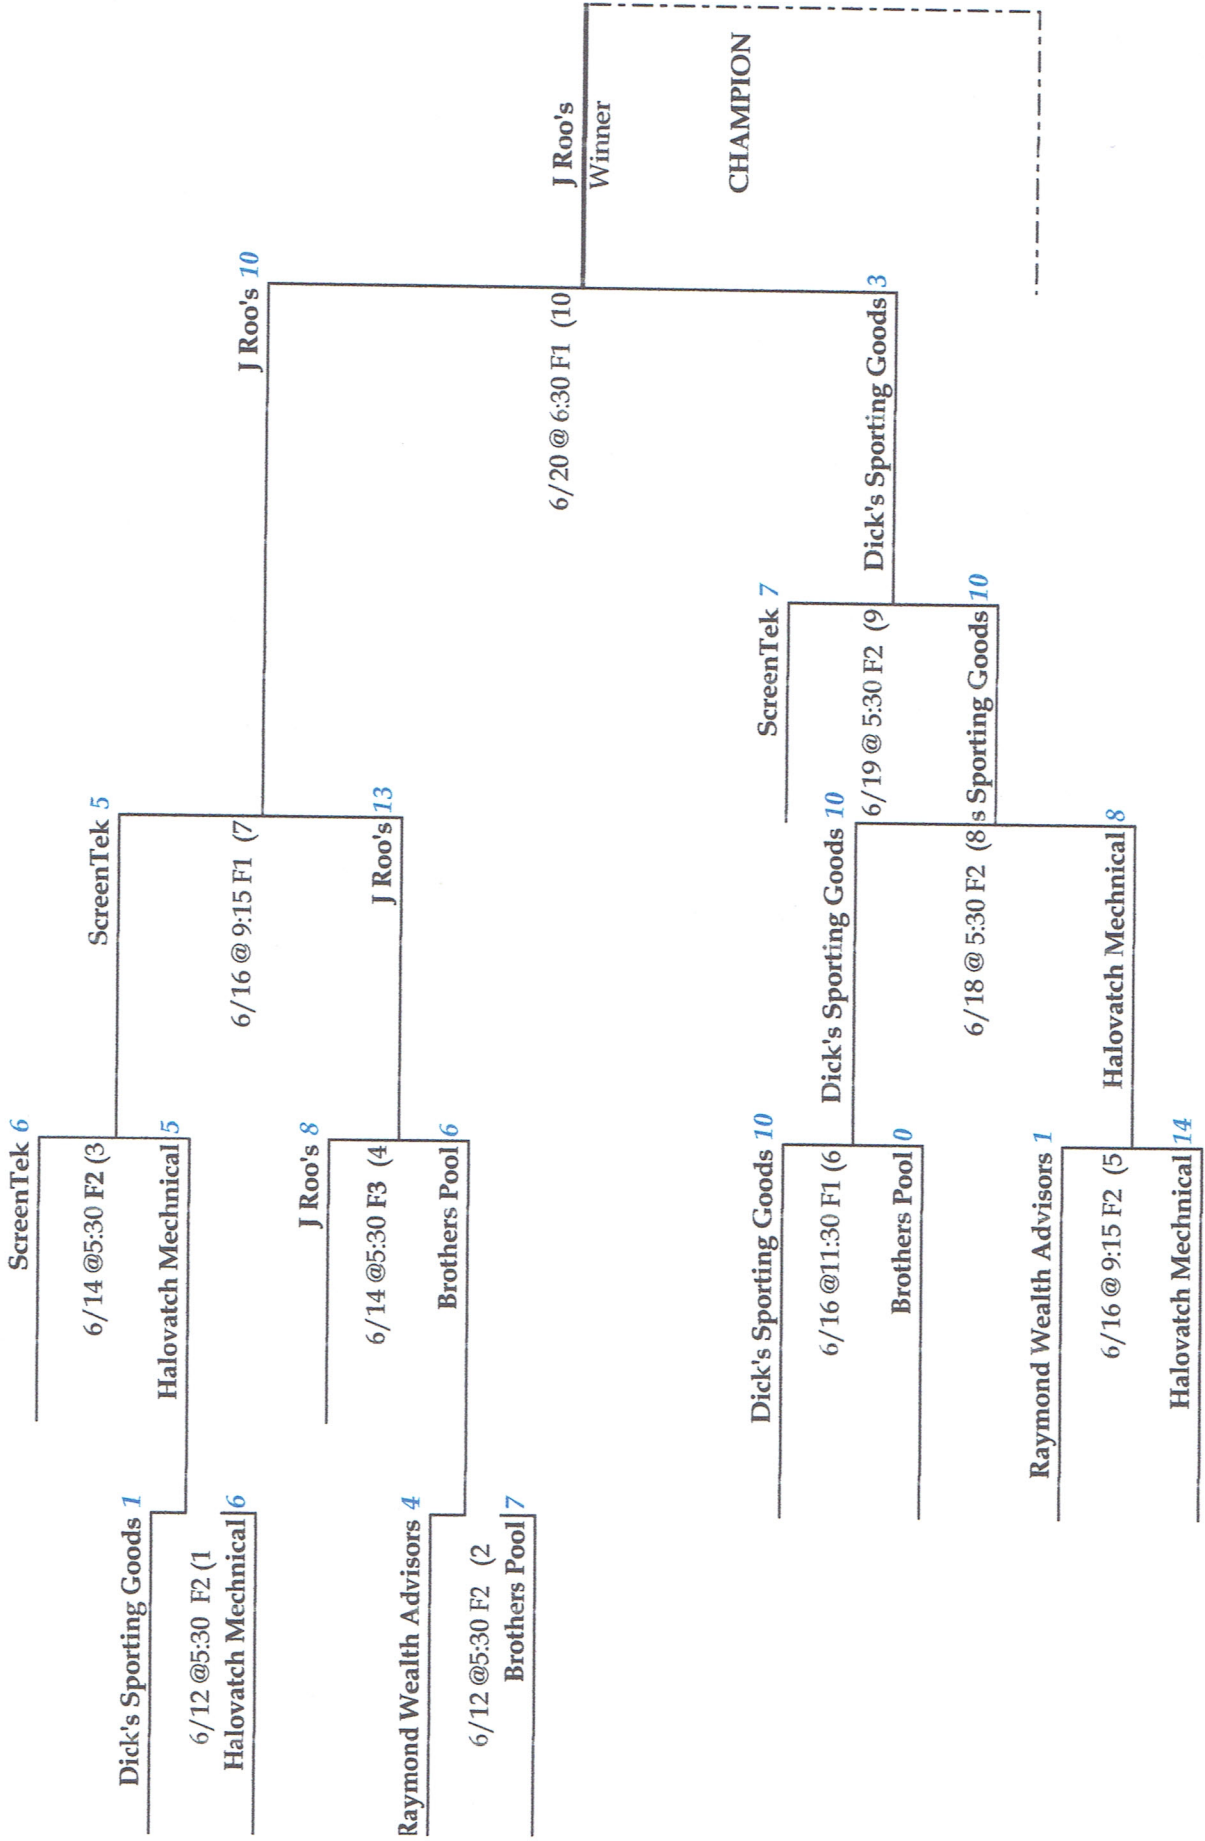 ScreenTek 6
6/14 @5:30 F2 (3
ScreenTek 5
Dick's Sporting Goods 1
Halovatch Mechnical 5
6/12 @5:30 F2 (1
Halovatch Mechnical 6
6/16 @ 9:15 F1 (7
J Roo's 10
J Roo's 8
6/14 @5:30 F3 (4
J Roo's 13
Raymond Wealth Advisors 4
Brothers Pool 6
6/12 @5:30 F2 (2
Brothers Pool 7
6/20 @ 6:30 F1 (10
J Roo's
Winner
CHAMPION
Dick's Sporting Goods 10
ScreenTek 7
6/16 @11:30 F1 (6
Dick's Sporting Goods 10
6/19 @ 5:30 F2 (9
Dick's Sporting Goods 3
Brothers Pool 0
6/18 @ 5:30 F2 (8
s Sporting Goods 10
Raymond Wealth Advisors 1
6/16 @ 9:15 F2 (5
Halovatch Mechnical 8
Halovatch Mechnical 14